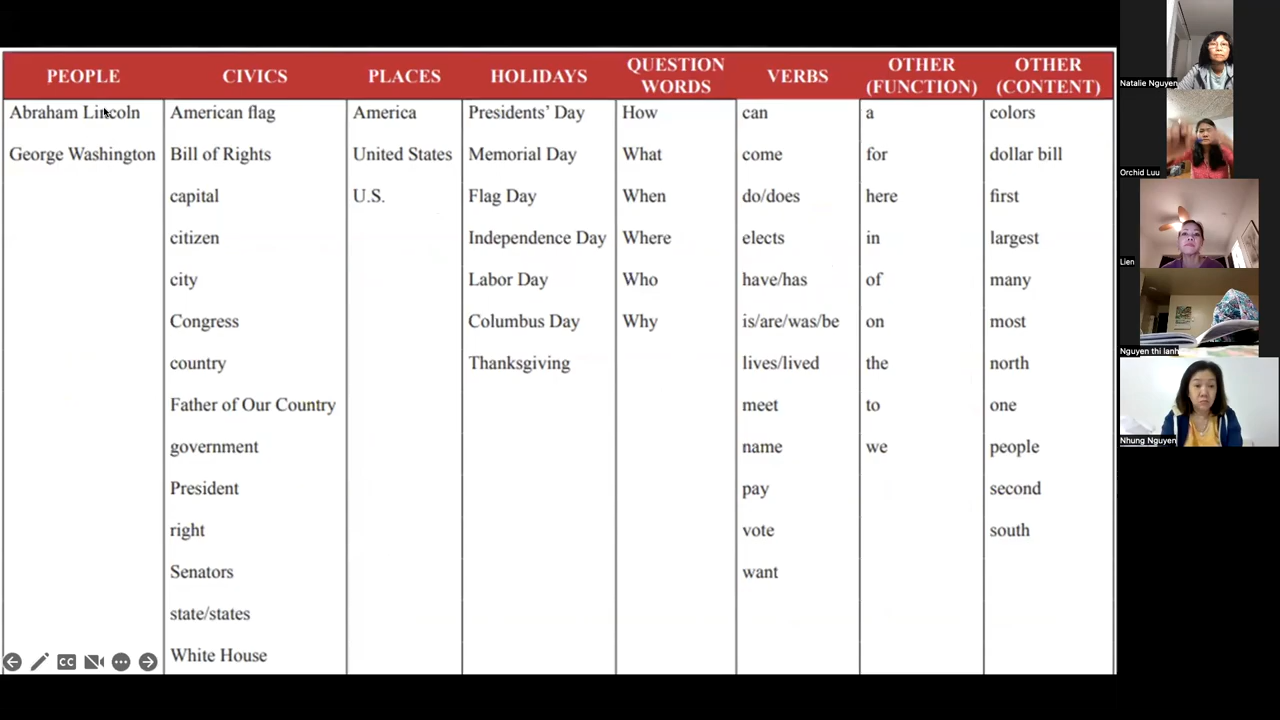 PEOPLE
CIVICS
PLACES
HOLIDAYS
QUESTION
WORDS
VERBS
OTHER
(FUNCTION)
OTHER
(CONTENT)
Abraham Lincoln
George Washington
American flag
Bill of Rights
capital
citizen
city
Congress
country
Father of Our Country
government
President
right
Senators
state/states
White House
America
United States
U.S.
Presidents' Day
Memorial Day
Flag Day
Independence Day
Labor Day
Columbus Day
Thanksgiving
How
What
When
Where
Who
Why
can
come
do/does
elects
have/has
is/are/was/be
lives/lived
meet
name
pay
vote
want
a
for
here
in
of
on
the
to
we
colors
dollar bill
first
largest
many
most
north
one
people
second
south
CC
Natalie Nguyen
Orchid Luu
Lien
Nguyen thi lanh
Nhung Nguyen